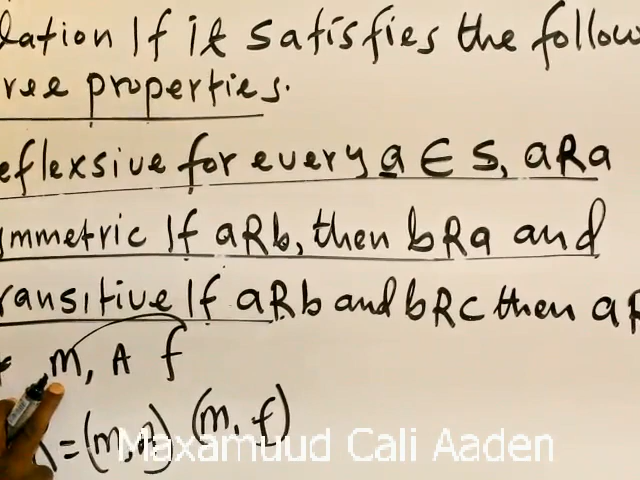 lation If it satisfies the follow
ree properties.
eflexsive for every a ∈ S, aRa
mmetric If aRb, then bRa and
ransitive If aRb and bRc then aR
m, A f
= (m, A) (m, f)
Maxamuud Cali Aaden